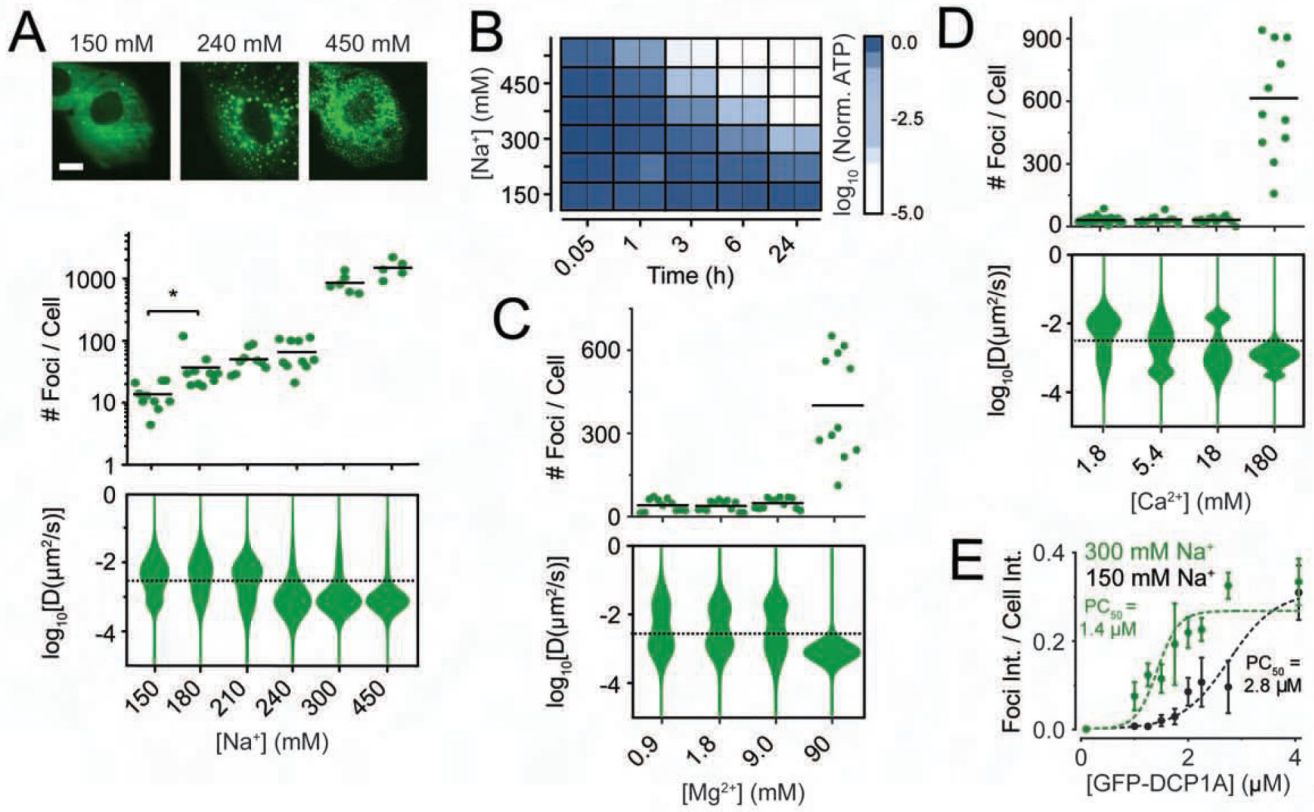 A
150 mM
240 mM
450 mM
# Foci / Cell
1000
100
10
1
*
log₁₀[D(µm²/s)]
0
-2
-4
150
180
210
240
300
450
[Na⁺] (mM)
B
[Na⁺] (mM)
450
300
150
0.05
1
3
6
24
Time (h)
log₁₀ (Norm. ATP)
0.0
-2.5
-5.0
C
# Foci / Cell
600
300
0
log₁₀[D(µm²/s)]
0
-2
-4
0.9
1.8
9.0
90
[Mg²⁺] (mM)
D
# Foci / Cell
900
600
300
0
log₁₀[D(µm²/s)]
0
-2
-4
1.8
5.4
18
180
[Ca²⁺] (mM)
E
Foci Int. / Cell Int.
0.4
0.2
0.0
300 mM Na⁺
150 mM Na⁺
PC₅₀ =
1.4 µM
PC₅₀ =
2.8 µM
0
2
4
[GFP-DCP1A] (µM)